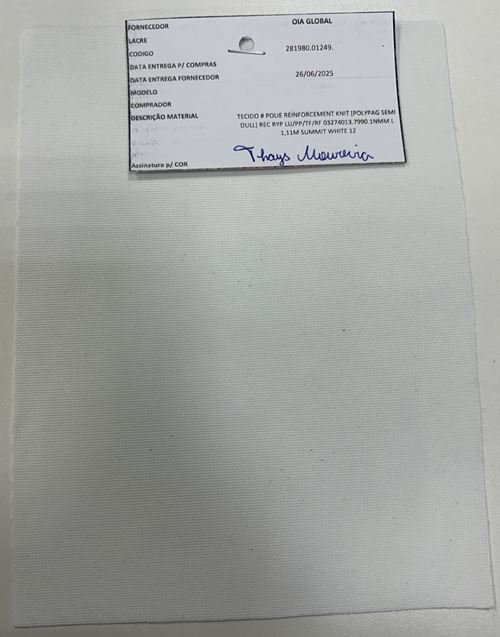 FORNECEDOR OIA GLOBAL
LACRE
CODIGO 281980.01249.
DATA ENTREGA P/ COMPRAS
DATA ENTREGA FORNECEDOR 26/06/2025
MODELO
COMPRADOR
DESCRIÇÃO MATERIAL TECIDO # POLIE REINFORCEMENT KNIT (POLYPAG SEMI
DULL) REC RYP LU/PP/TF/RF 03274013.7990.1NMM L
1,11M SUMMIT WHITE 12
Assinatura p/ COR Thays Moureira